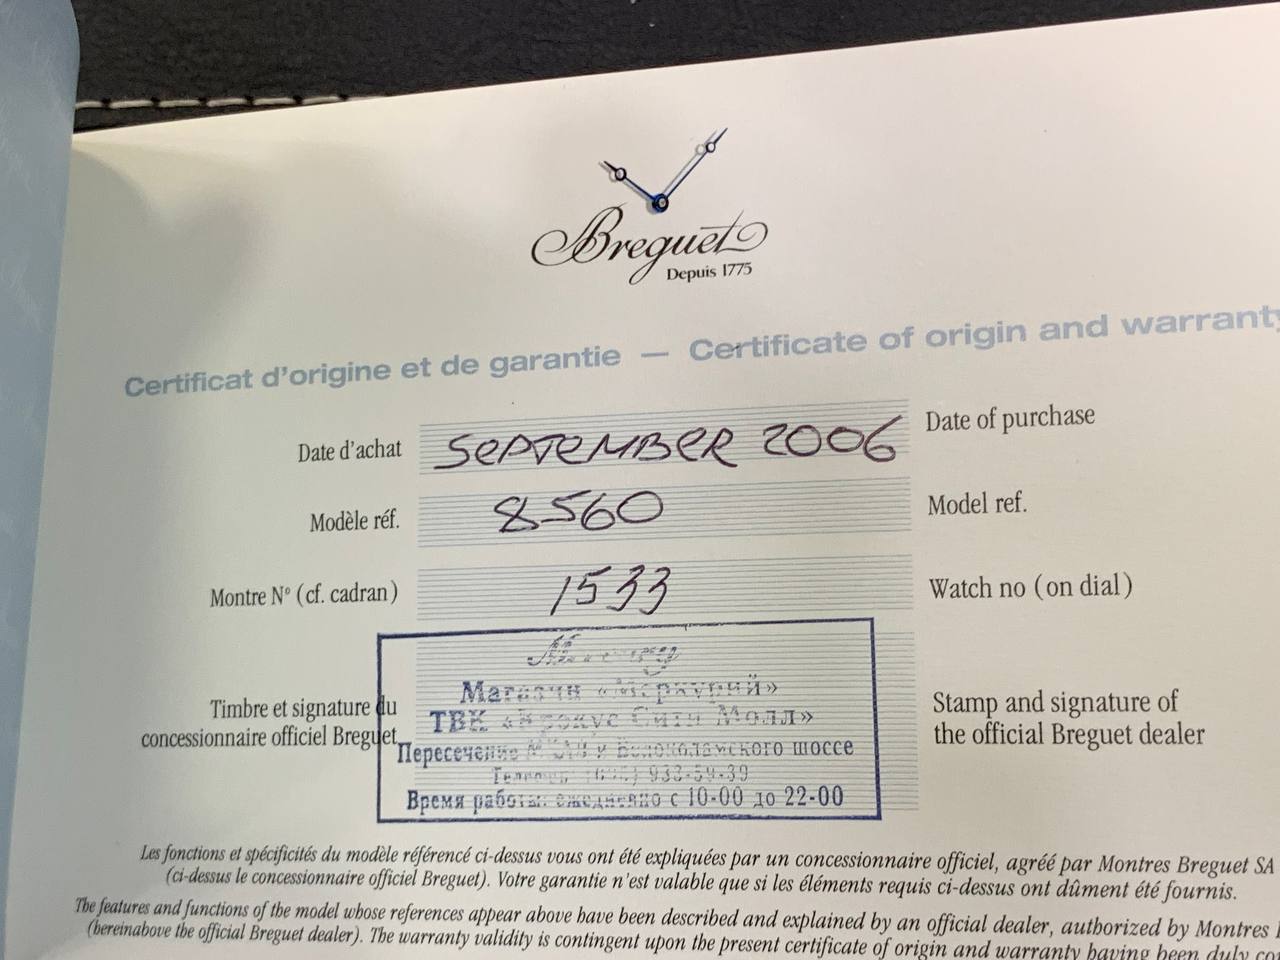 Breguet
Depuis 1775
Certificat d'origine et de garantie — Certificate of origin and warranty
Date d'achat SEPTEMBER 2006 Date of purchase
Modèle réf. 8560 Model ref.
Montre Nº (cf. cadran) 1533 Watch no (on dial)
Timbre et signature du
concessionnaire officiel Breguet
Mercury
Магазин «Меркурий»
ТВК «Крокус Сити Молл»
Пересечение МКАД и Волоколамского шоссе
Время работы: ежедневно с 10-00 до 22-00
Stamp and signature of
the official Breguet dealer
Les fonctions et spécificités du modèle référencé ci-dessus vous ont été expliquées par un concessionnaire officiel, agréé par Montres Breguet SA
(ci-dessus le concessionnaire officiel Breguet). Votre garantie n'est valable que si les éléments requis ci-dessus ont dûment été fournis.
The features and functions of the model whose references appear above have been described and explained by an official dealer, authorized by Montres
(hereinabove the official Breguet dealer). The warranty validity is contingent upon the present certificate of origin and warranty having been duly